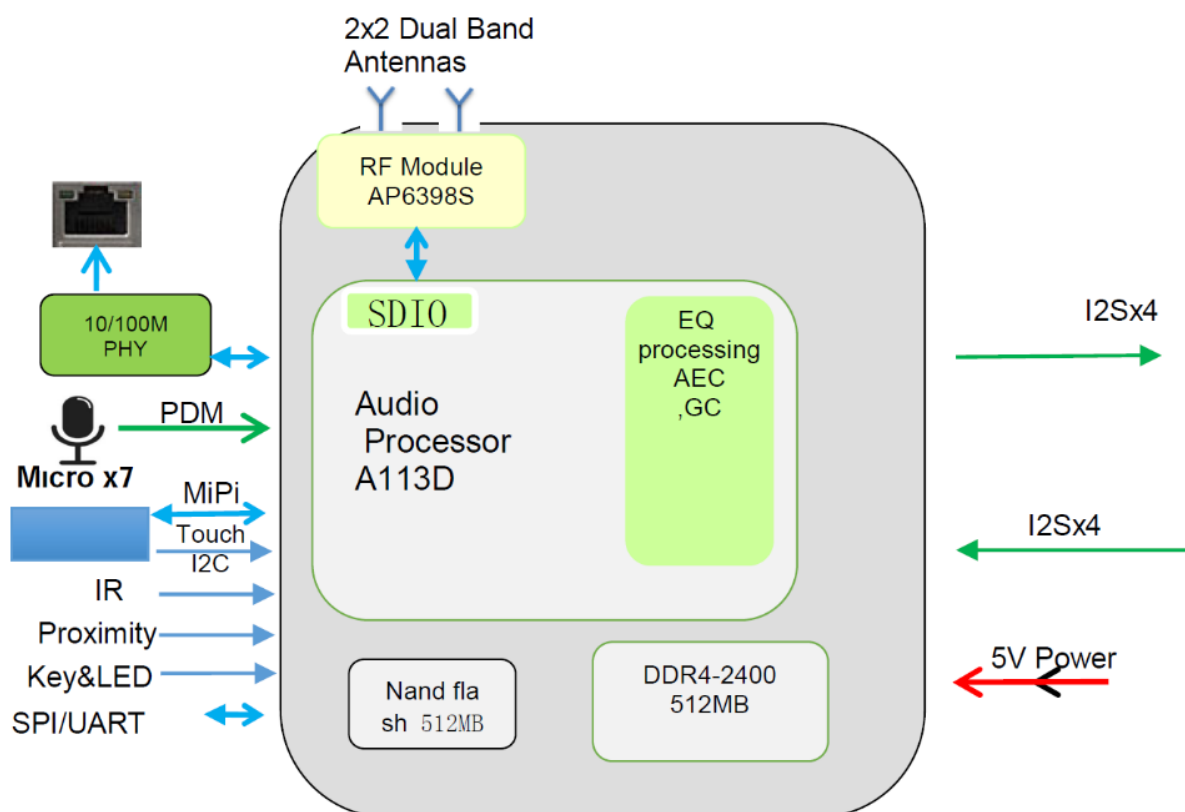 2x2 Dual Band
Antennas
RF Module
AP6398S
SDIO
10/100M
PHY
EQ
processing
AEC
,GC
Audio
Processor
A113D
I2Sx4
PDM
Micro x7
MiPi
Touch
I2C
I2Sx4
IR
Proximity
Key&LED
SPI/UART
Nand fla
sh 512MB
DDR4-2400
512MB
5V Power